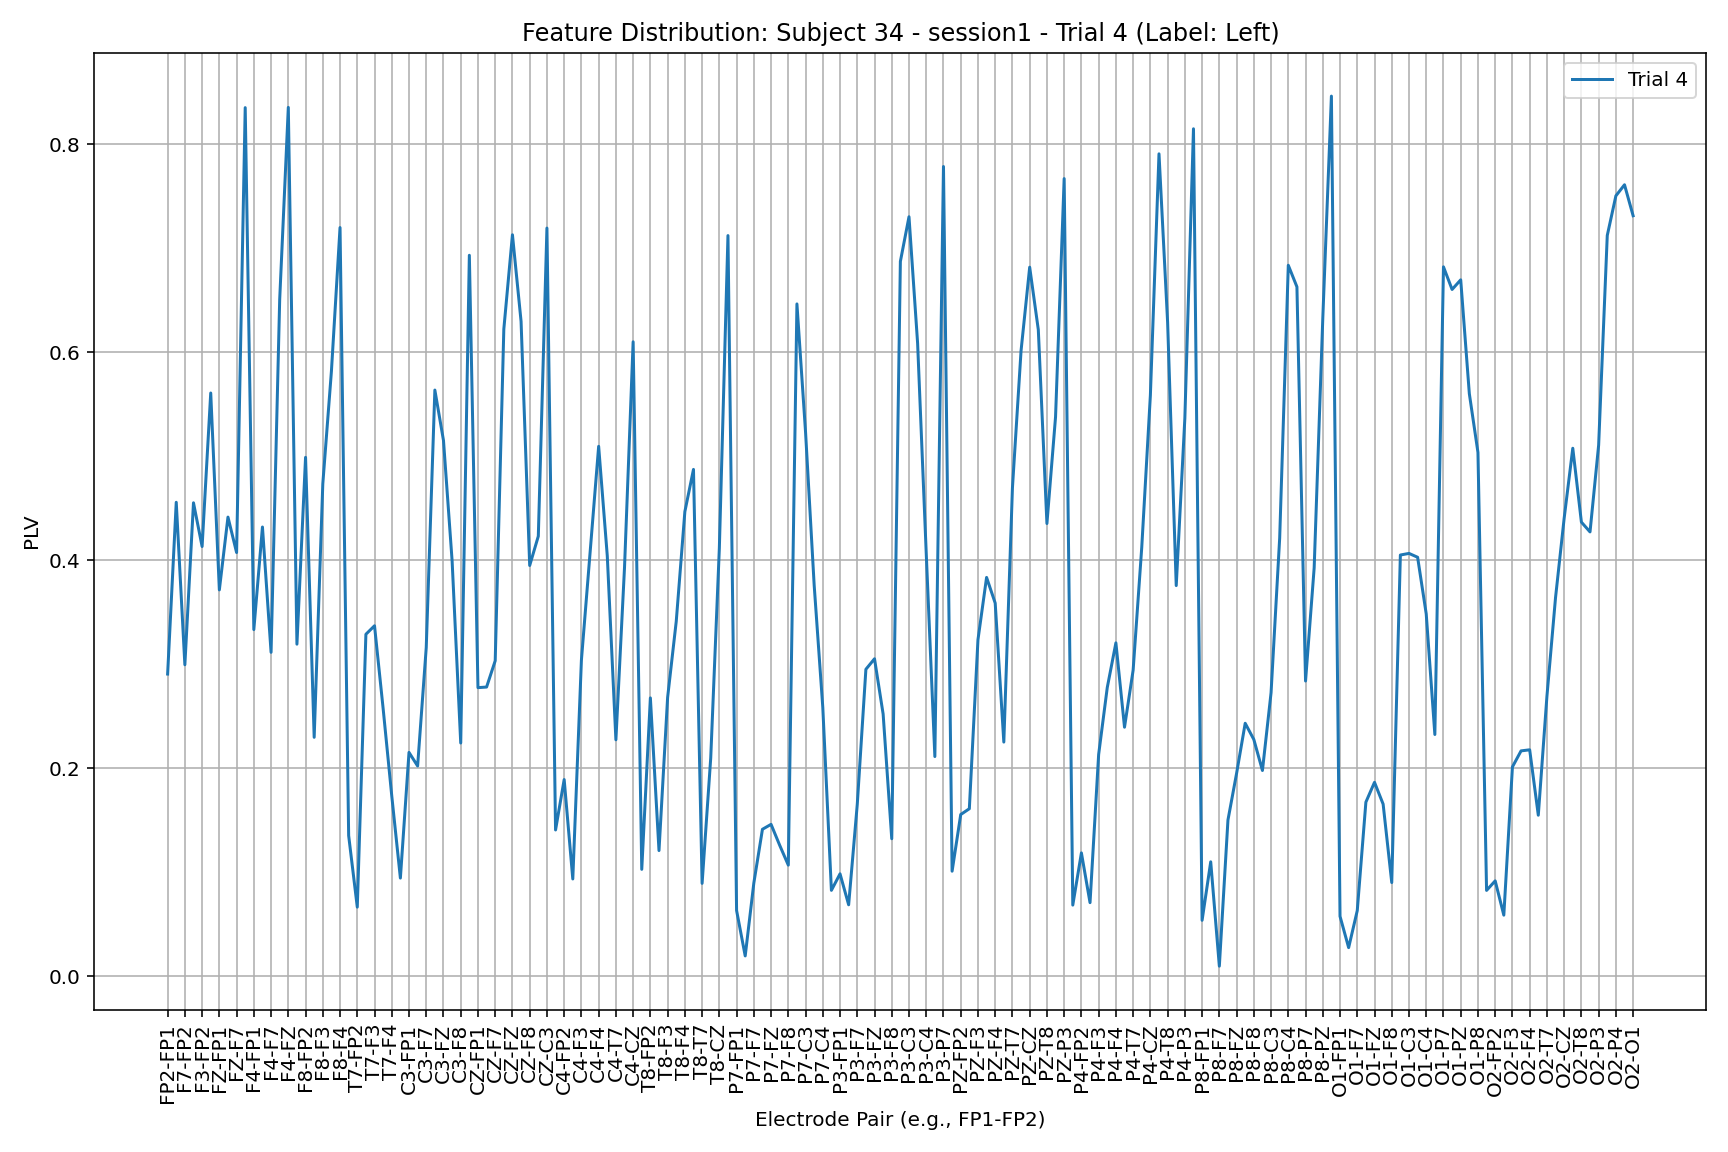 Feature Distribution: Subject 34 - session1 - Trial 4 (Label: Left)
Trial 4
PLV
0.8
0.6
0.4
0.2
0.0
FP2-FP1
F7-FP2
F3-FP2
FZ-FP1
FZ-F7
F4-FP1
F4-F7
F4-FZ
F8-FP2
F8-F3
F8-F4
T7-FP2
T7-F3
T7-F4
C3-FP1
C3-F7
C3-FZ
C3-F8
CZ-FP1
CZ-F7
CZ-FZ
CZ-F8
CZ-C3
C4-FP2
C4-F3
C4-F4
C4-T7
C4-CZ
T8-FP2
T8-F3
T8-F4
T8-T7
T8-CZ
P7-FP1
P7-F7
P7-FZ
P7-F8
P7-C3
P7-C4
P3-FP1
P3-F7
P3-FZ
P3-F8
P3-C3
P3-C4
P3-P7
PZ-FP2
PZ-F3
PZ-F4
PZ-T7
PZ-CZ
PZ-T8
PZ-P3
P4-FP2
P4-F3
P4-F4
P4-T7
P4-CZ
P4-T8
P4-P3
P8-FP1
P8-F7
P8-FZ
P8-F8
P8-C3
P8-C4
P8-P7
P8-PZ
O1-FP1
O1-F7
O1-FZ
O1-F8
O1-C3
O1-C4
O1-P7
O1-PZ
O1-P8
O2-FP2
O2-F3
O2-F4
O2-T7
O2-CZ
O2-T8
O2-P3
O2-P4
O2-O1
Electrode Pair (e.g., FP1-FP2)